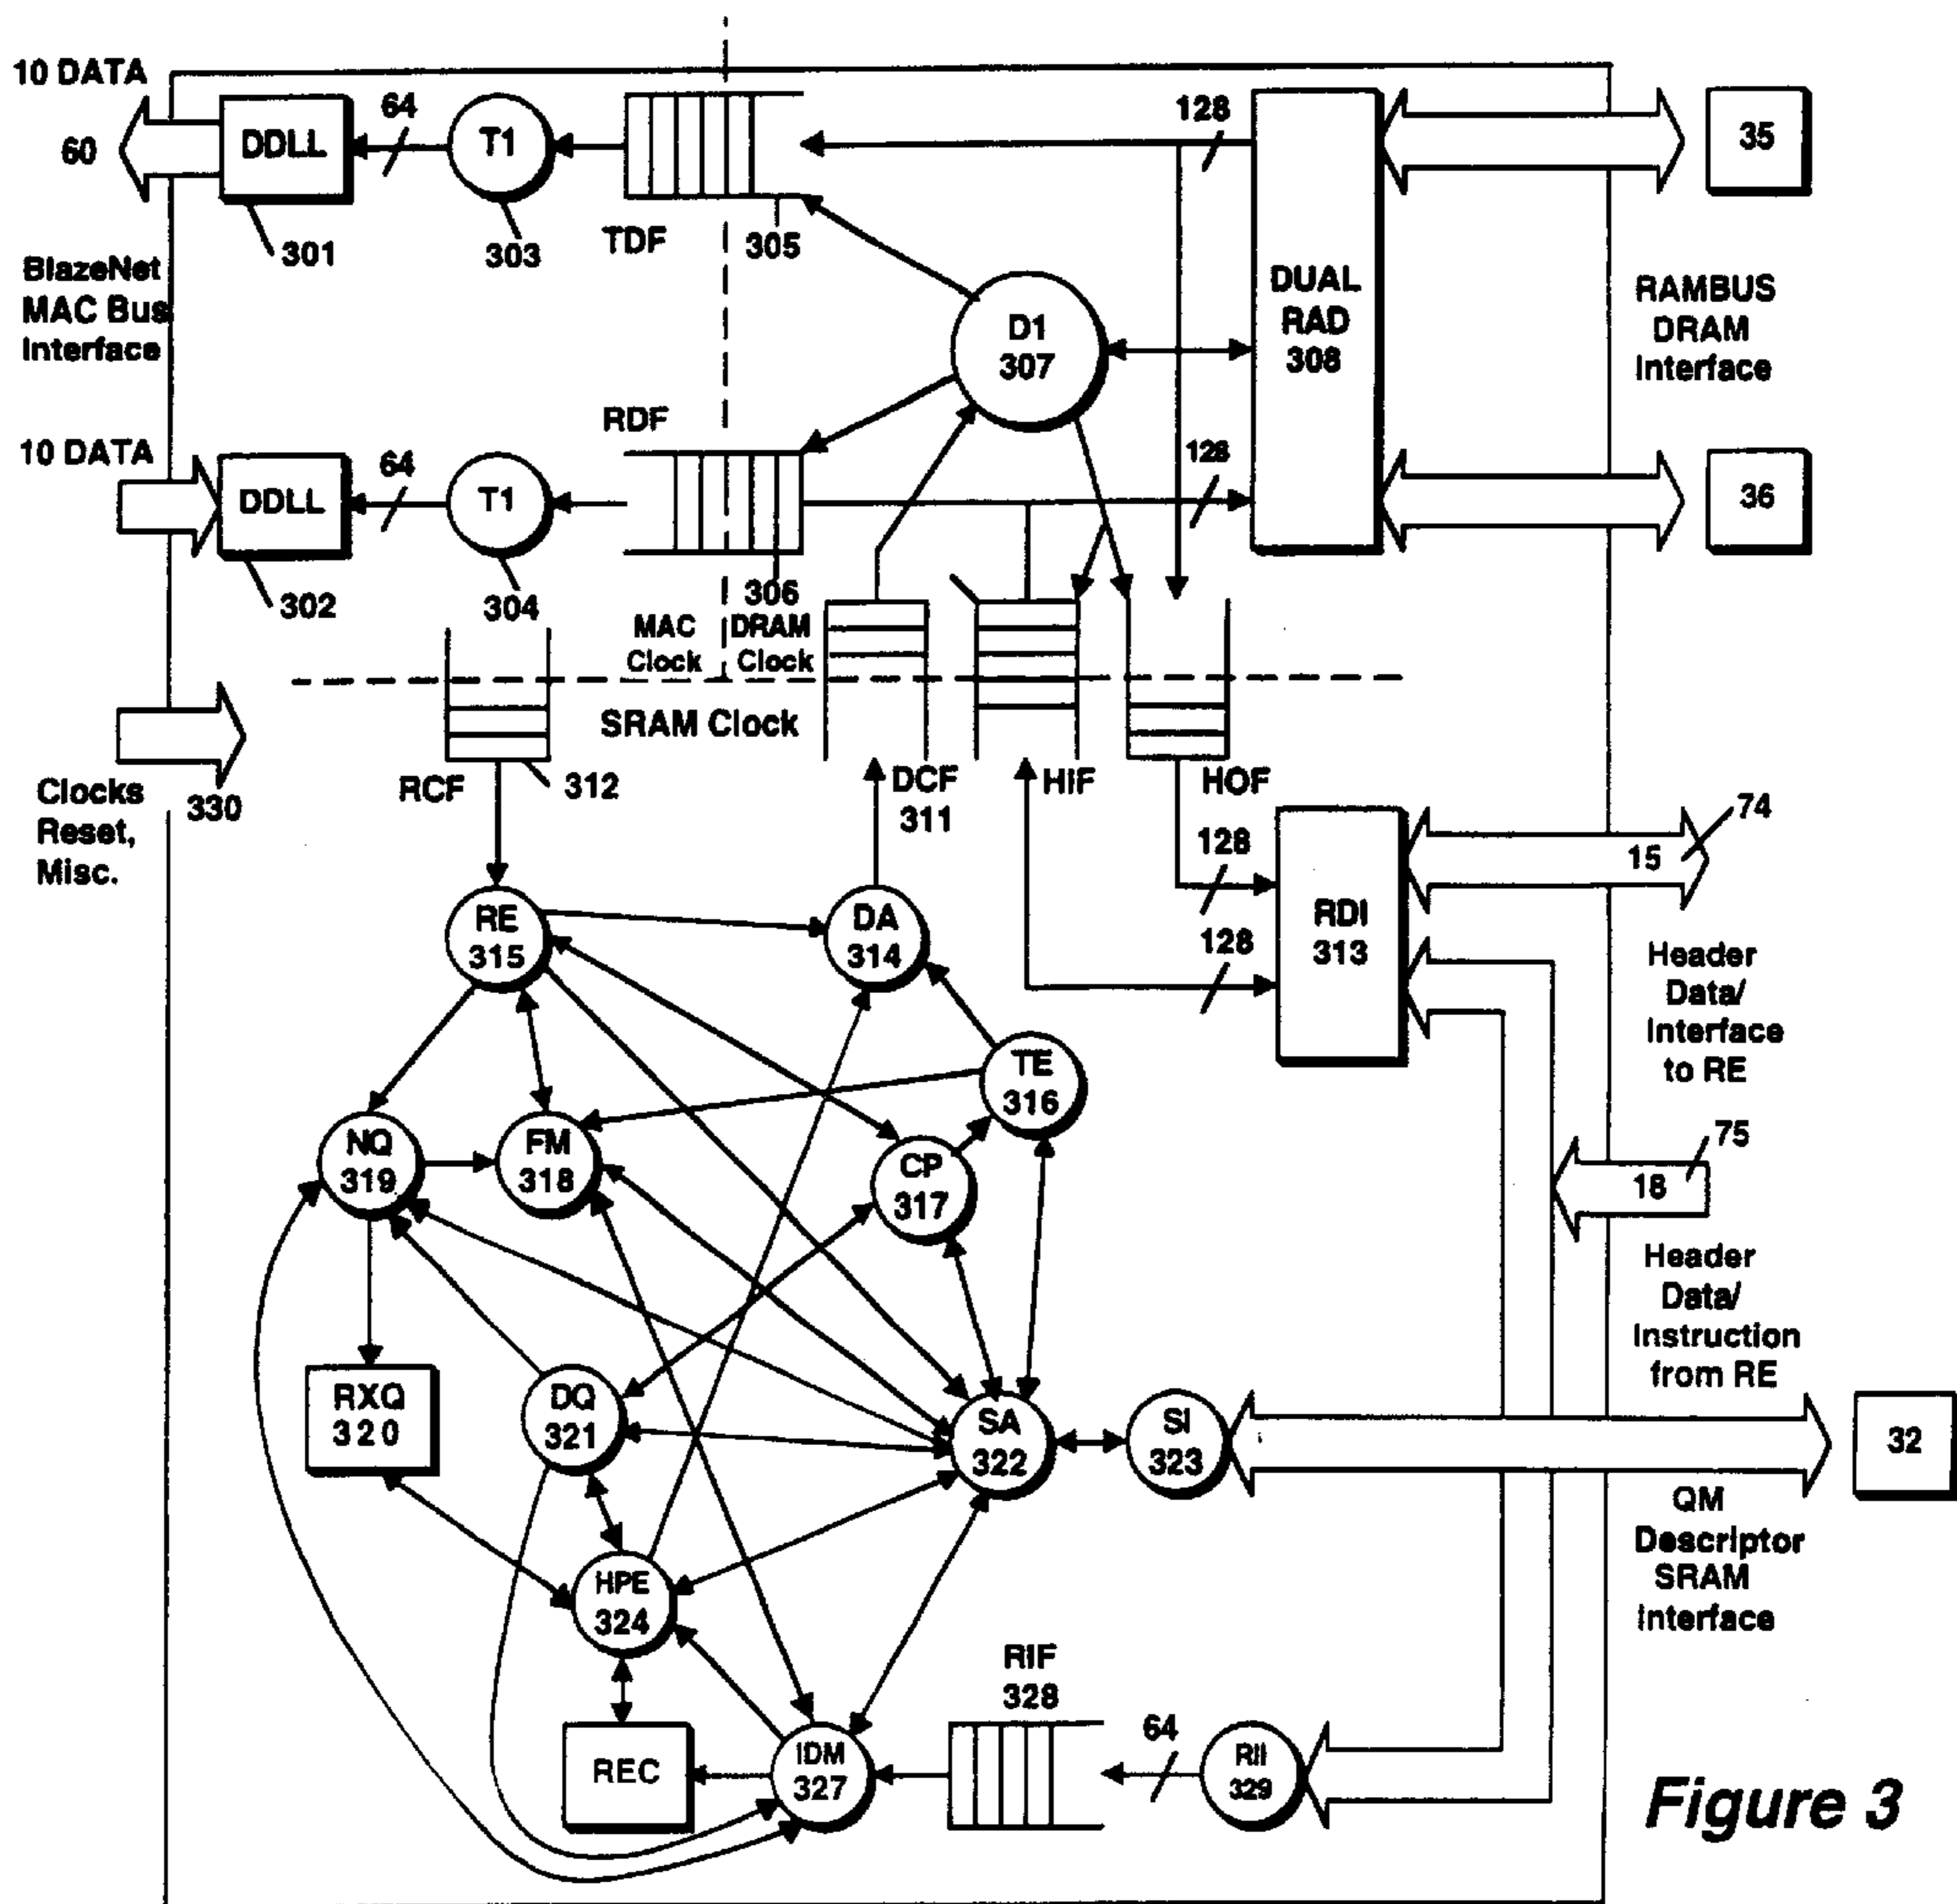 10 DATA
60
DDLL
64
T1
128
35
301
303
TDF
305
BlazeNet
MAC Bus
Interface
D1
307
DUAL
RAD
308
RAMBUS
DRAM
Interface
RDF
10 DATA
DDLL
64
T1
128
36
302
304
306
MAC
Clock
DRAM
Clock
SRAM Clock
Clocks
Reset,
Misc.
330
RCF
312
DCF
311
HIF
HOF
128
128
RDI
313
15
74
Header
Data/
Interface
to RE
RE
315
DA
314
TE
316
NQ
319
FM
318
CP
317
75
18
Header
Data/
Instruction
from RE
RXQ
320
DQ
321
SA
322
SI
323
32
QM
Descriptor
SRAM
Interface
HPE
324
RIF
328
REC
IDM
327
64
RII
329
Figure 3